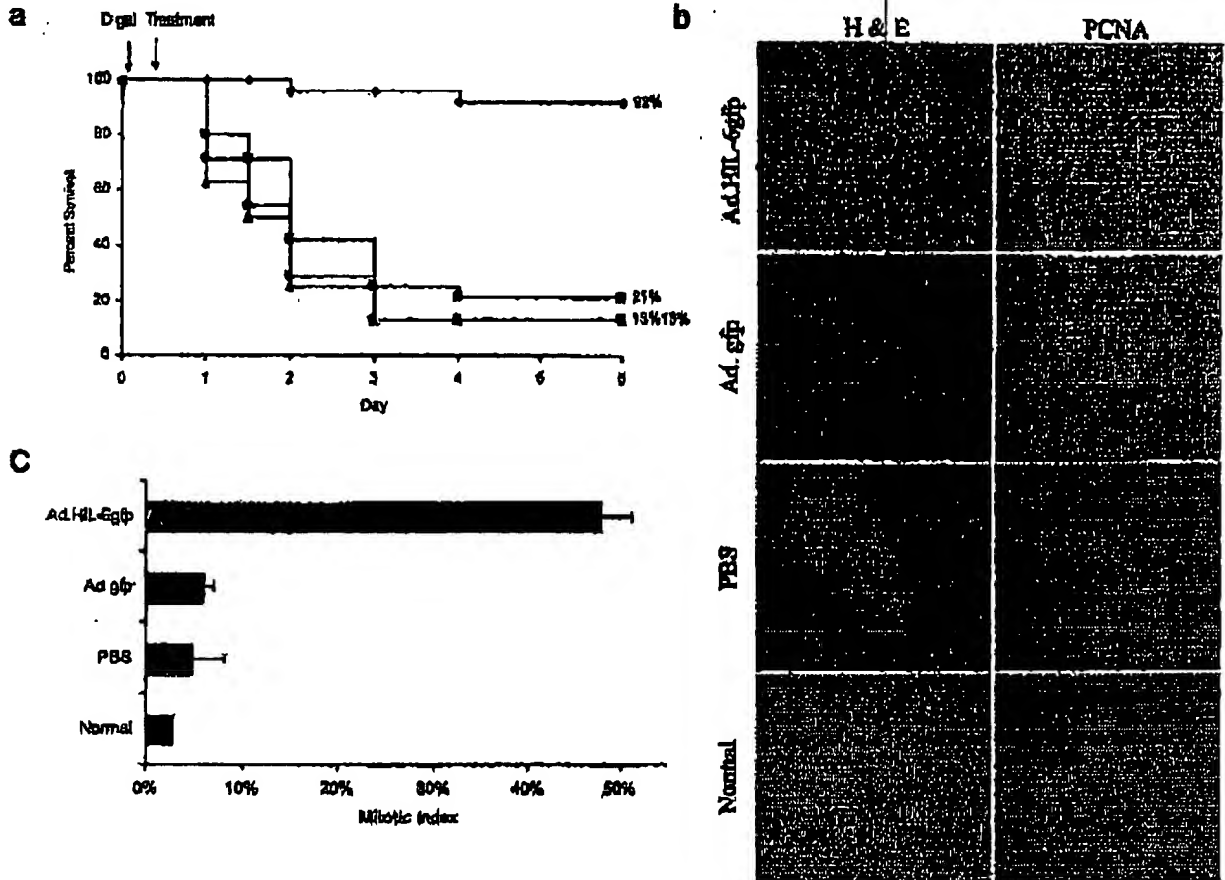 a
D gal Treatment
100
80
60
40
20
0
Percent Survival
0 1 2 3 4 6 8
Day
92%
21%
13% 13%
b
H & E PCNA
Ad.HIL-6gfp
Ad. gfp
PBS
Normal
C
Ad.HIL-6gfp
Ad gfp
PBS
Normal
0% 10% 20% 30% 40% 50%
Mitotic Index